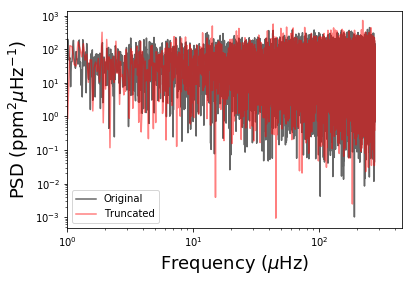 PSD (ppm²μHz⁻¹)
10³
10²
10¹
10⁰
10⁻¹
10⁻²
10⁻³
Original
Truncated
10⁰
10¹
10²
Frequency (μHz)